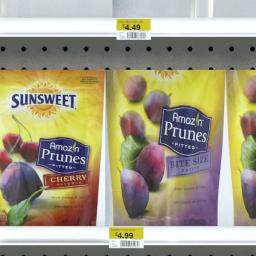 $4.49
SUNSWEET
Amaz!n
Prunes
PITTED
CHERRY
Amaz!n
Prunes
PITTED
BITE SIZE
$4.99